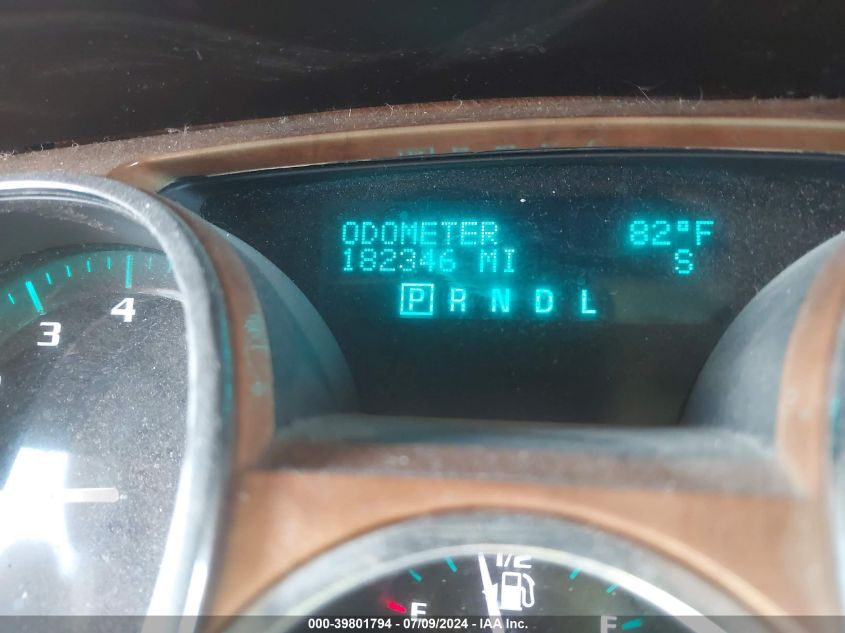 ODOMETER 82°F
182346 MI S
P R N D L
3 4
1/2
E F
000-39801794 - 07/09/2024 - IAA Inc.